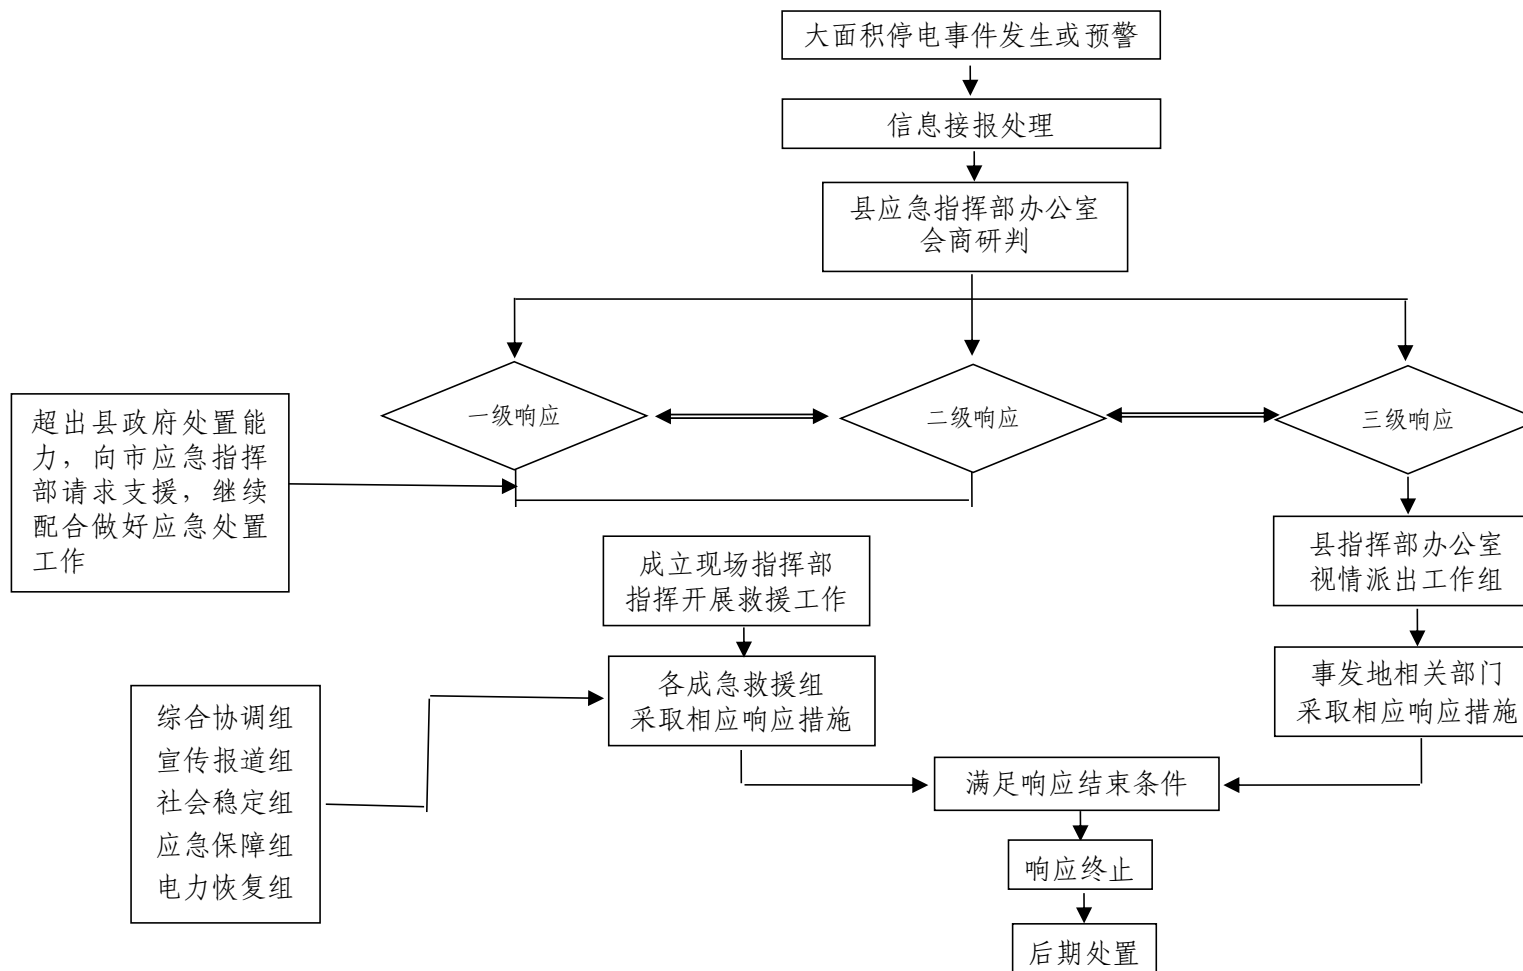 大面积停电事件发生或预警
信息接报处理
县应急指挥部办公室
会商研判
一级响应
二级响应
三级响应
超出县政府处置能
力，向市应急指挥
部请求支援，继续
配合做好应急处置
工作
成立现场指挥部
指挥开展救援工作
县指挥部办公室
视情派出工作组
各成急救援组
采取相应响应措施
事发地相关部门
采取相应响应措施
综合协调组
宣传报道组
社会稳定组
应急保障组
电力恢复组
满足响应结束条件
响应终止
后期处置